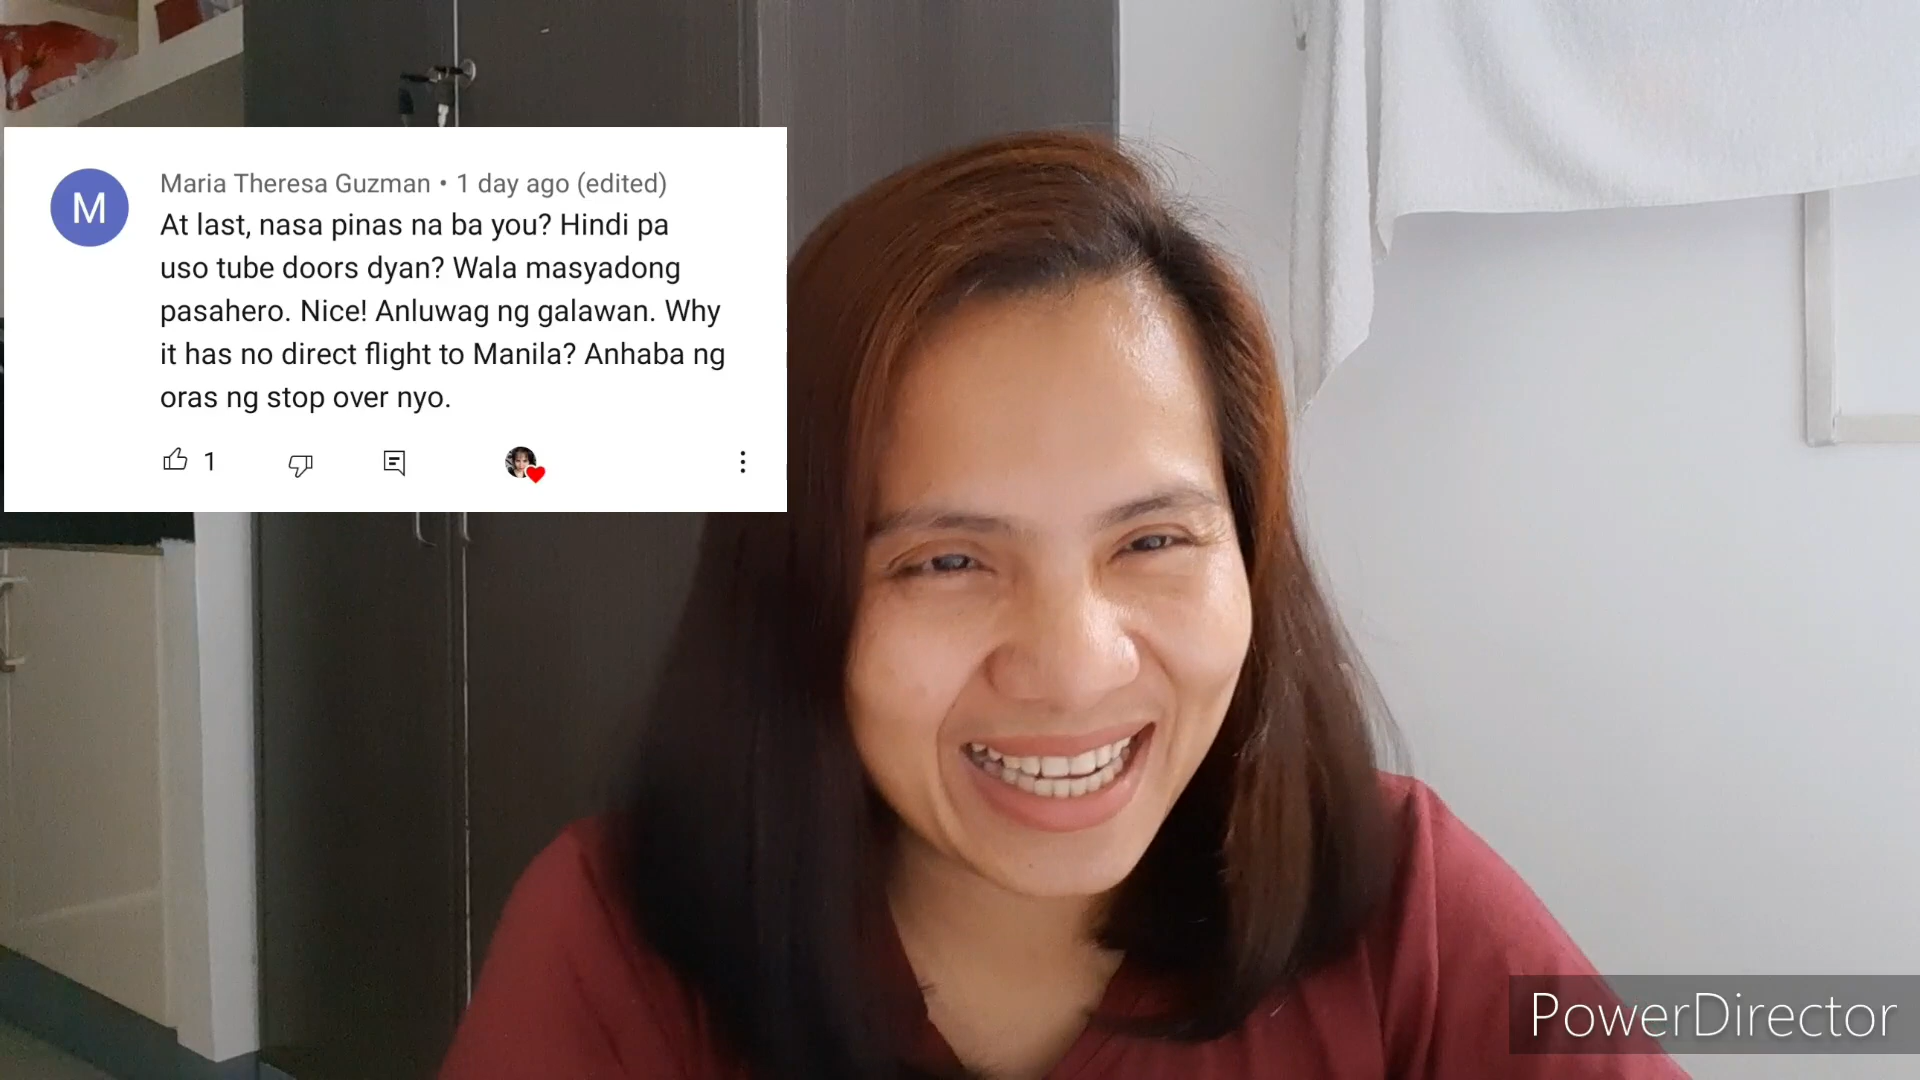 M
Maria Theresa Guzman • 1 day ago (edited)
At last, nasa pinas na ba you? Hindi pa
uso tube doors dyan? Wala masyadong
pasahero. Nice! Anluwag ng galawan. Why
it has no direct flight to Manila? Anhaba ng
oras ng stop over nyo.
1
PowerDirector